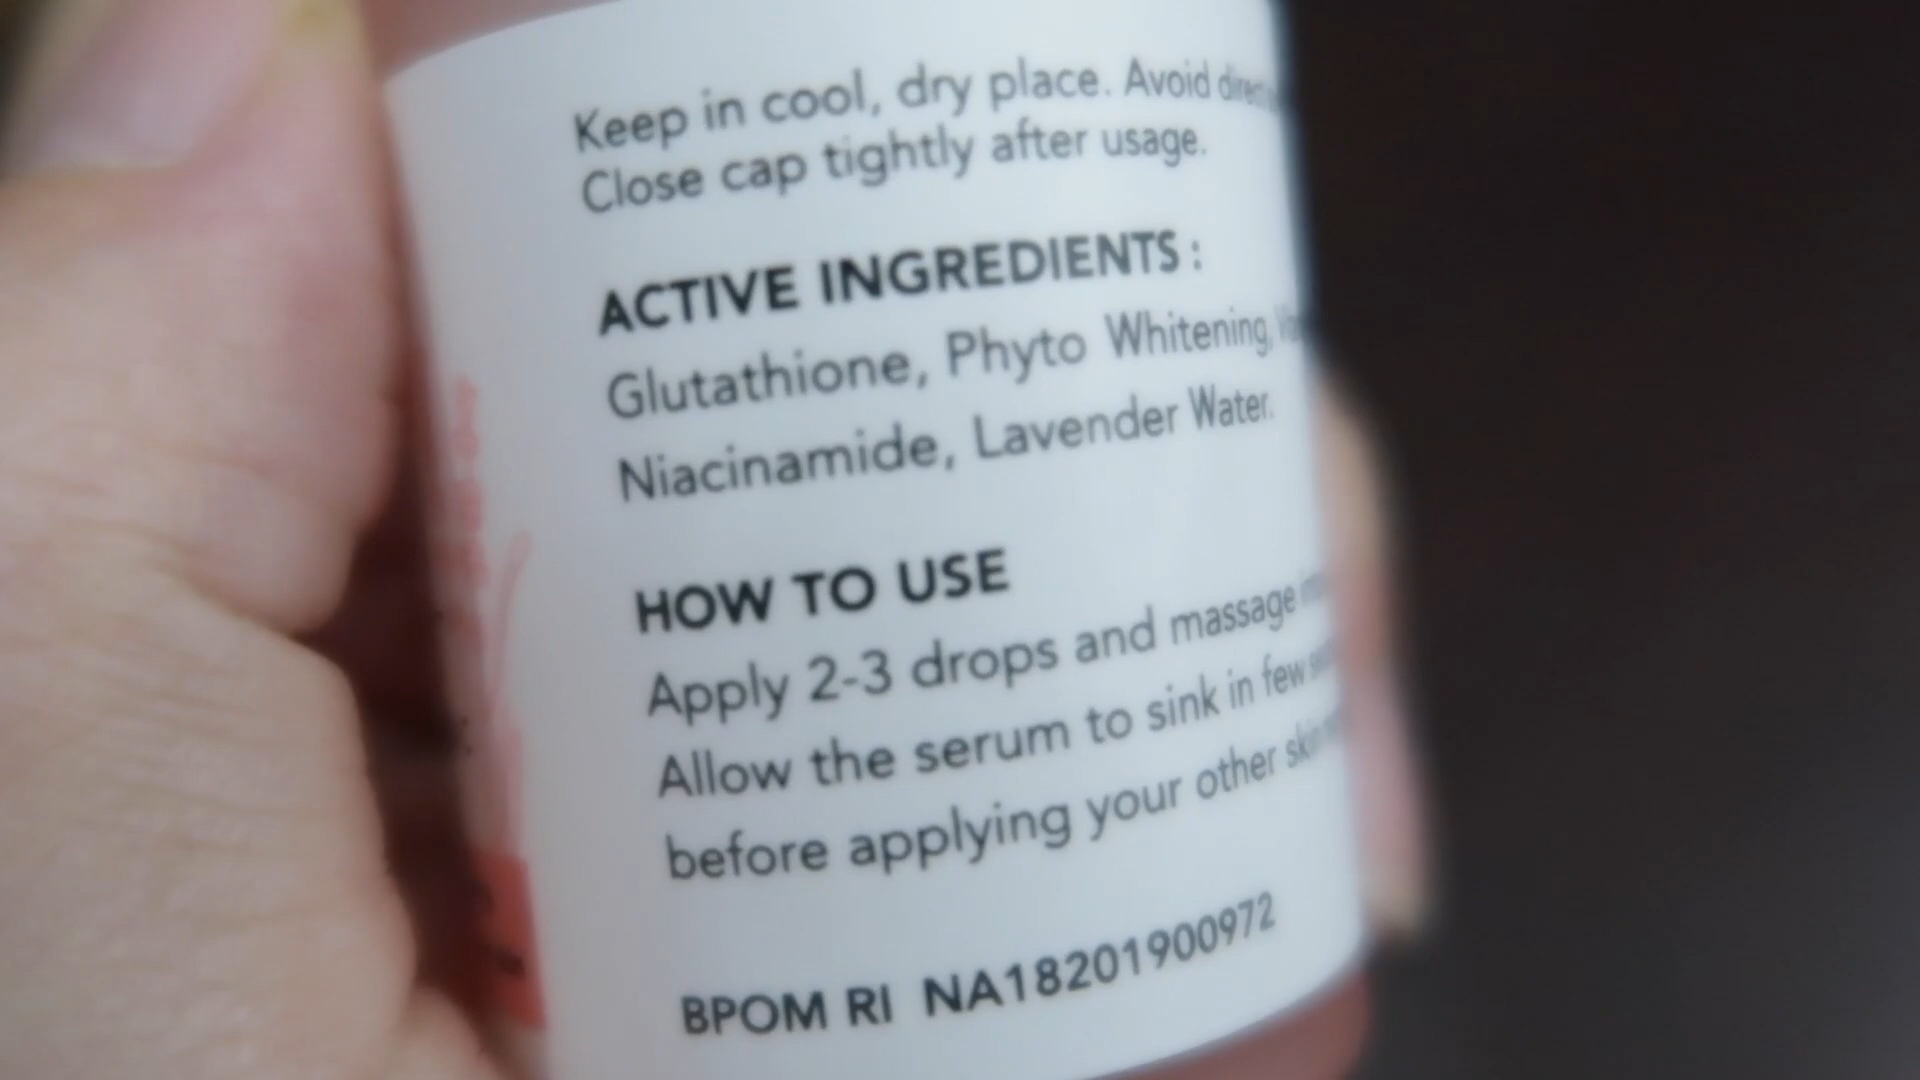 Keep in cool, dry place. Avoid direct
Close cap tightly after usage.
ACTIVE INGREDIENTS :
Glutathione, Phyto Whitening,
Niacinamide, Lavender Water.
HOW TO USE
Apply 2-3 drops and massage
Allow the serum to sink in few
before applying your other
BPOM RI NA18201900972